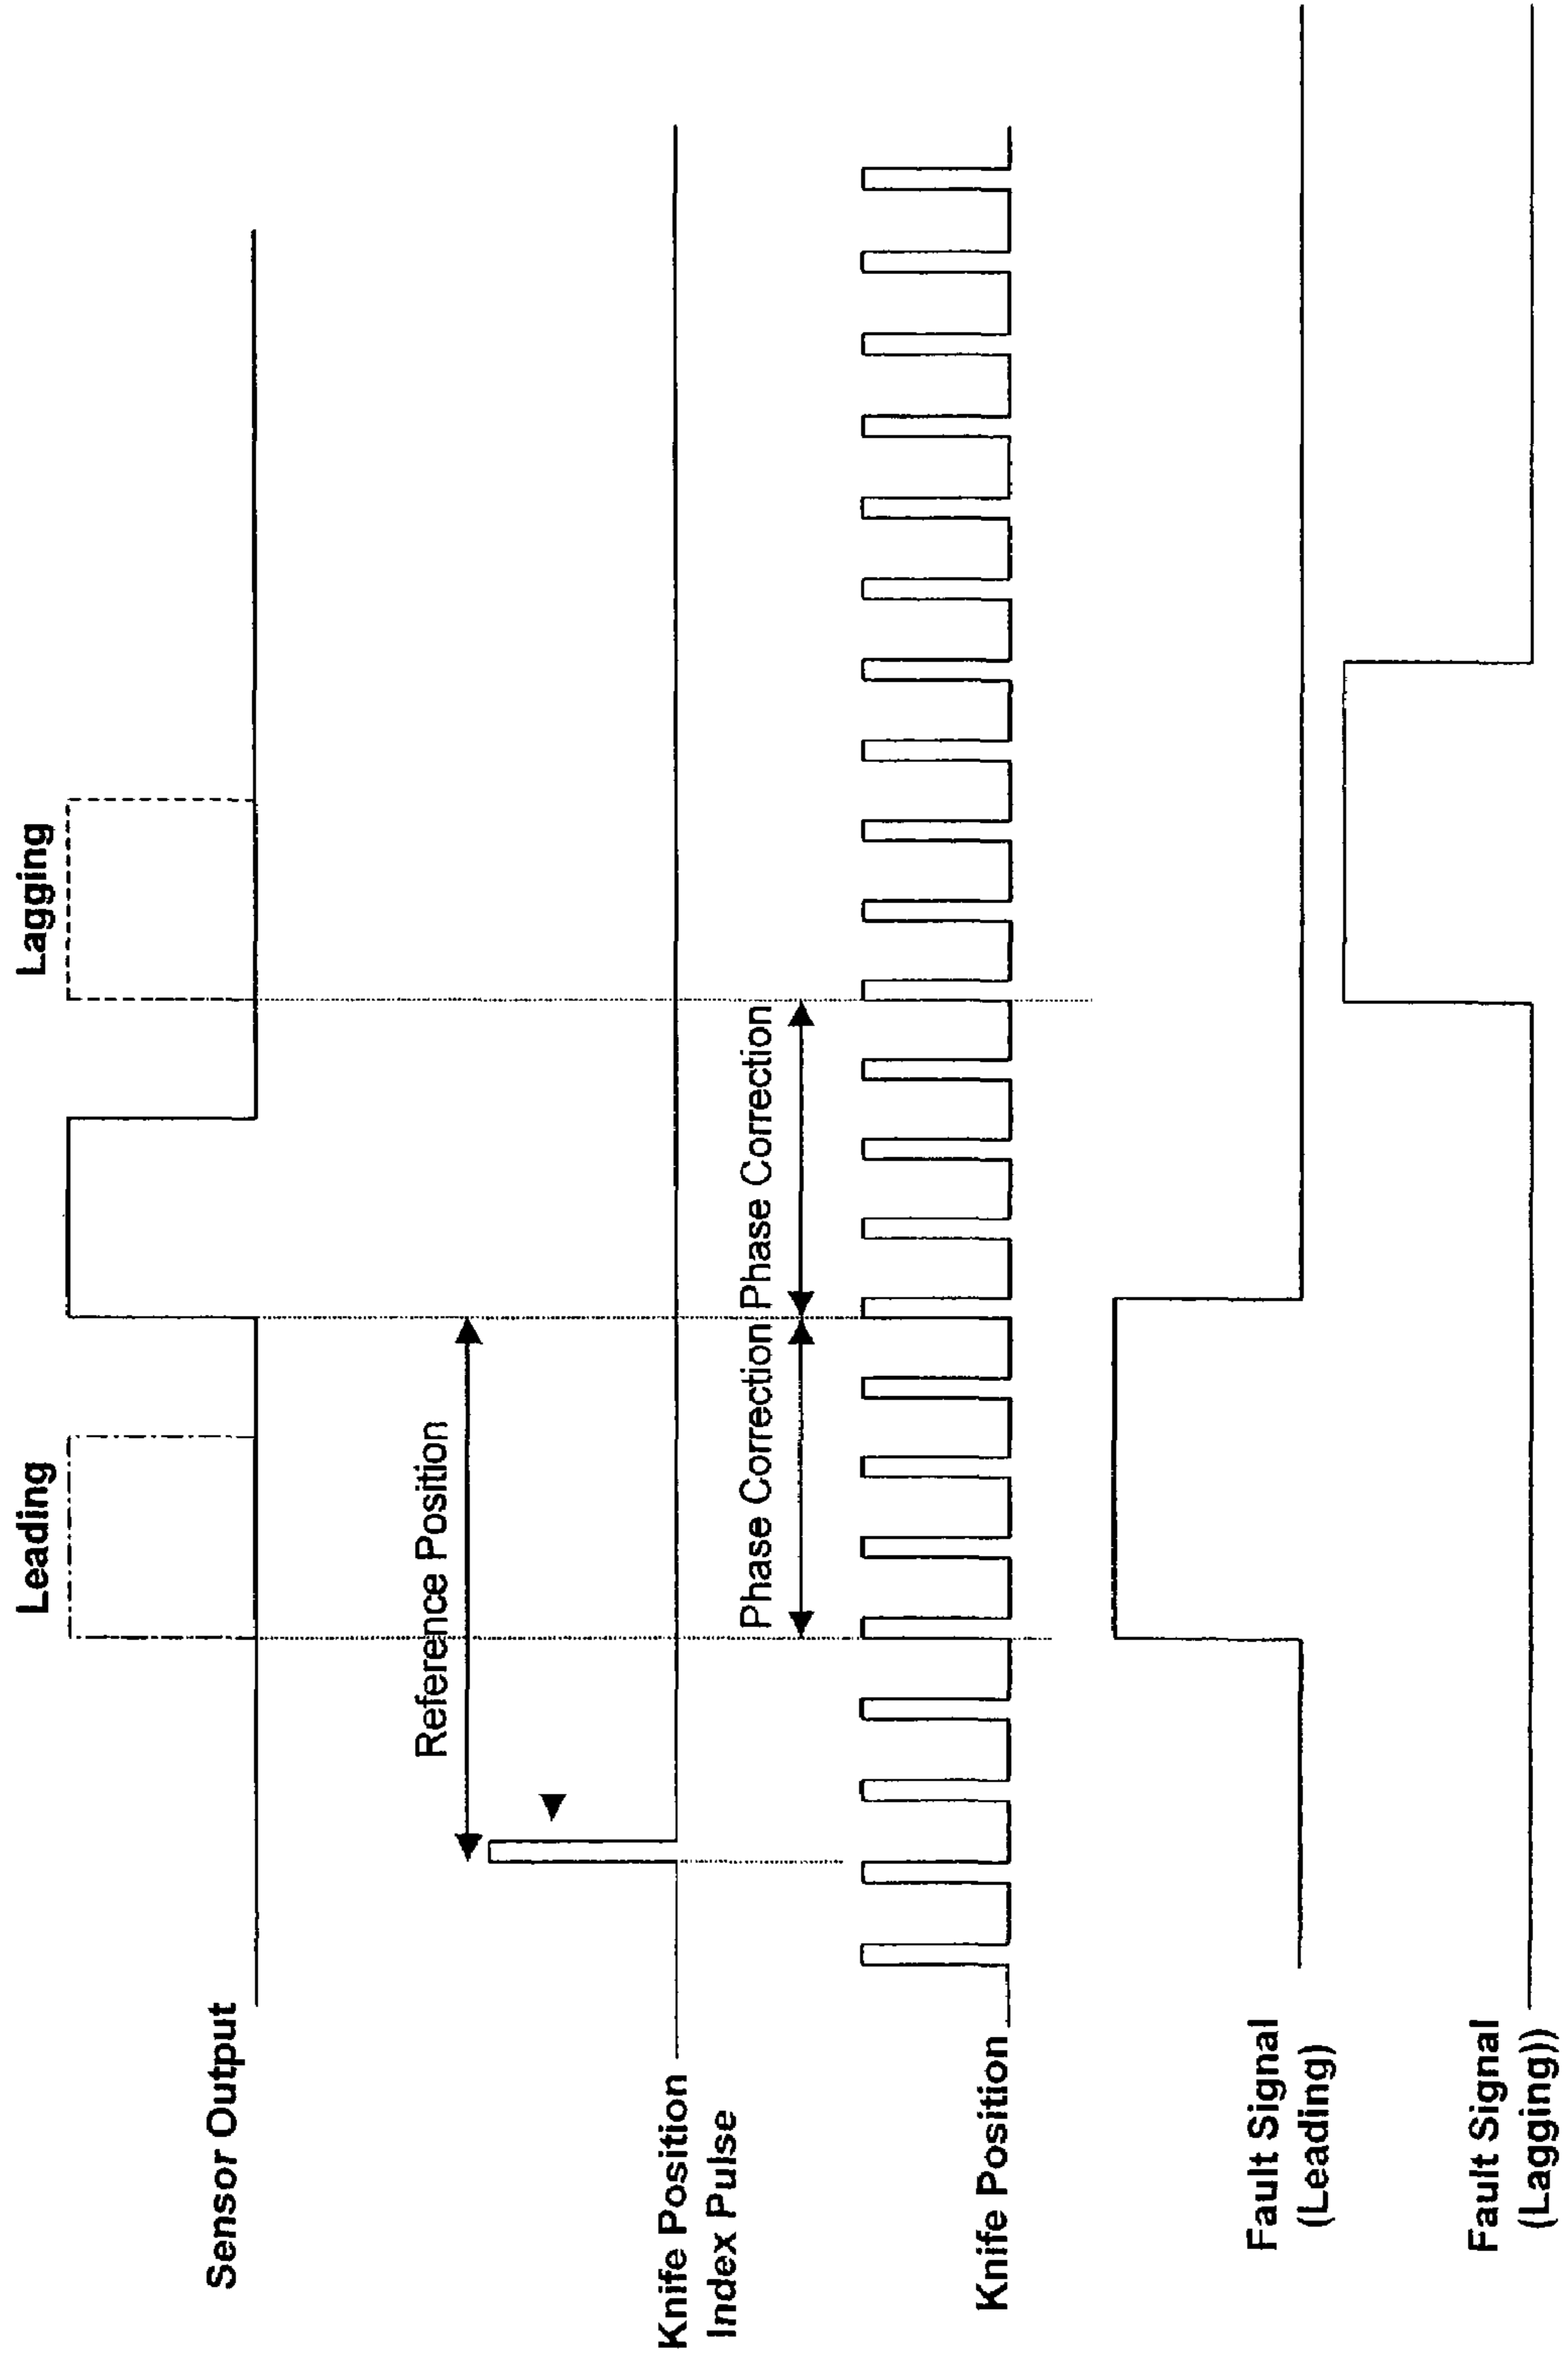 Leading
Lagging
Sensor Output
Reference Position
Knife Position
Index Pulse
Phase Correction
Phase Correction
Knife Position
Fault Signal
(Leading)
Fault Signal
(Lagging))